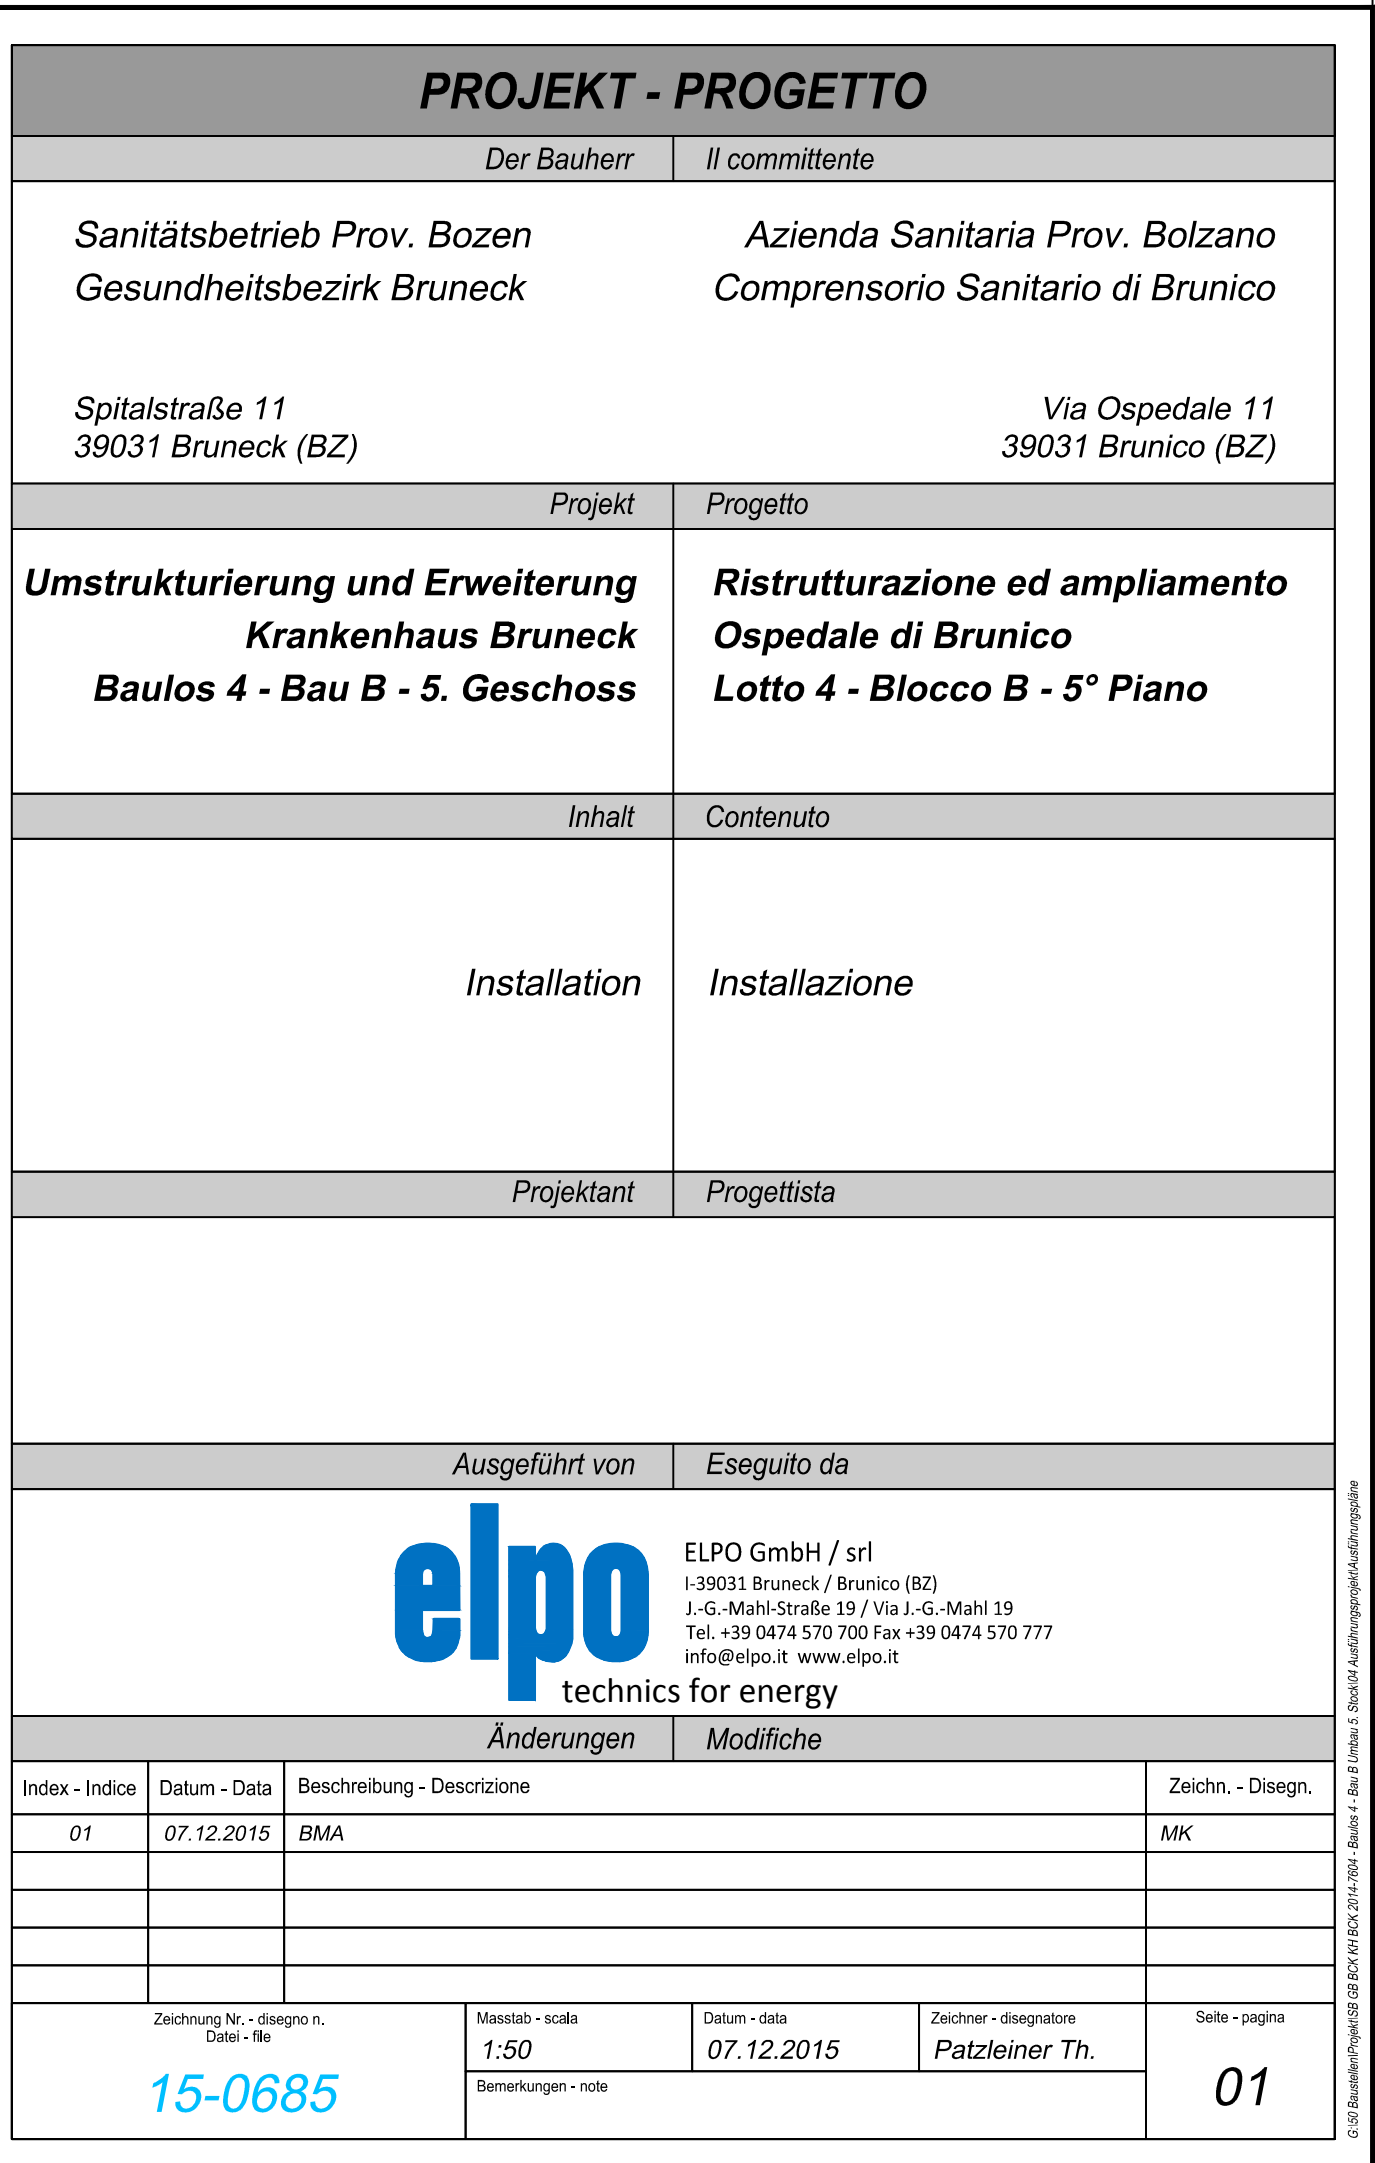 PROJEKT - PROGETTO
Der Bauherr Il committente
Sanitätsbetrieb Prov. Bozen Azienda Sanitaria Prov. Bolzano
Gesundheitsbezirk Bruneck Comprensorio Sanitario di Brunico
Spitalstraße 11 Via Ospedale 11
39031 Bruneck (BZ) 39031 Brunico (BZ)
Projekt Progetto
Umstrukturierung und Erweiterung Ristrutturazione ed ampliamento
Krankenhaus Bruneck Ospedale di Brunico
Baulos 4 - Bau B - 5. Geschoss Lotto 4 - Blocco B - 5° Piano
Inhalt Contenuto
Installation Installazione
Projektant Progettista
Ausgeführt von Eseguito da
elpo
technics for energy
ELPO GmbH / srl
I-39031 Bruneck / Brunico (BZ)
J.-G.-Mahl-Straße 19 / Via J.-G.-Mahl 19
Tel. +39 0474 570 700 Fax +39 0474 570 777
info@elpo.it www.elpo.it
Änderungen Modifiche
Index - Indice Datum - Data Beschreibung - Descrizione Zeichn. - Disegn.
01 07.12.2015 BMA MK
Zeichnung Nr. - disegno n.
Datei - file
15-0685
Masstab - scala
1:50
Datum - data
07.12.2015
Zeichner - disegnatore
Patzleiner Th.
Bemerkungen - note
Seite - pagina
01
G:\50 Baustellen\Projekt\SB GB BCK KH BCK 2014-7604 - Baulos 4 - Bau B Umbau 5. Stock\04 Ausführungsprojekt\Ausführungspläne